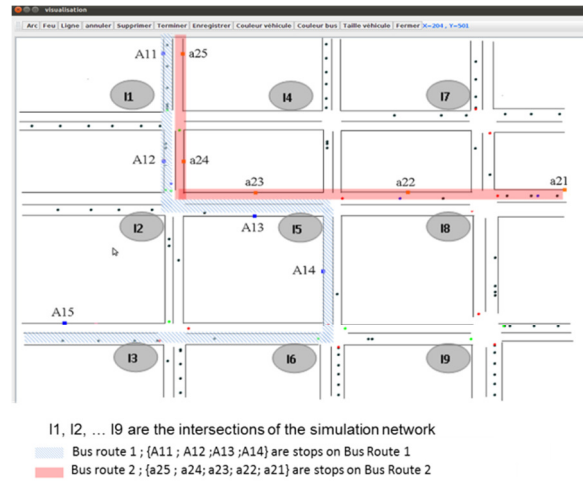 visualisation
Arc Feu Ligne annuler Supprimer Terminer Enregistrer Couleur véhicule Couleur bus Taille véhicule Fermer X=204 , Y=501
A11 a25
I1 I4 I7
A12 a24
a23 a22 a21
I2 A13 I5 I8
A14
A15
I3 I6 I9
I1, I2, ... I9 are the intersections of the simulation network
Bus route 1 ; {A11 ; A12 ;A13 ;A14} are stops on Bus Route 1
Bus route 2 ; {a25 ; a24; a23; a22; a21} are stops on Bus Route 2